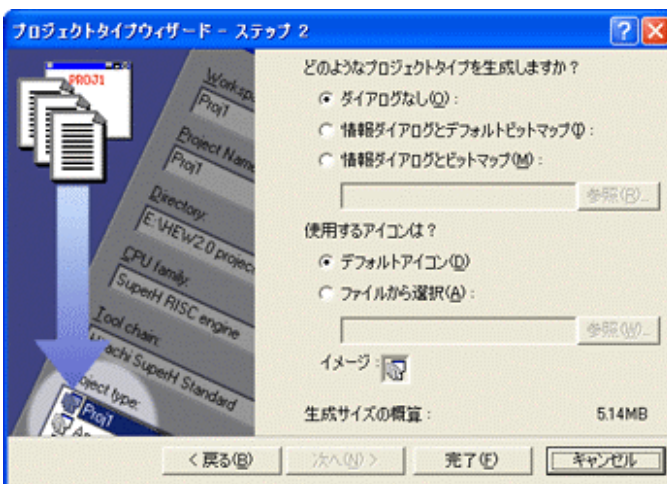 プロジェクトタイプウィザード - ステップ 2
PROJ1
Workspa
Proj1
Project Name
Proj1
Directory:
E:\HEW2.0 projec
CPU family:
SuperH RISC engine
Tool chain:
Hitachi SuperH Standard
Project type:
Proj1
どのようなプロジェクトタイプを生成しますか？
ダイアログなし(O)：
情報ダイアログとデフォルトビットマップ(I)：
情報ダイアログとビットマップ(M)：
参照(R)...
使用するアイコンは？
デフォルトアイコン(D)
ファイルから選択(A)：
参照(W)...
イメージ：
生成サイズの概算： 5.14MB
< 戻る(B) 次へ(N) > 完了(F) キャンセル